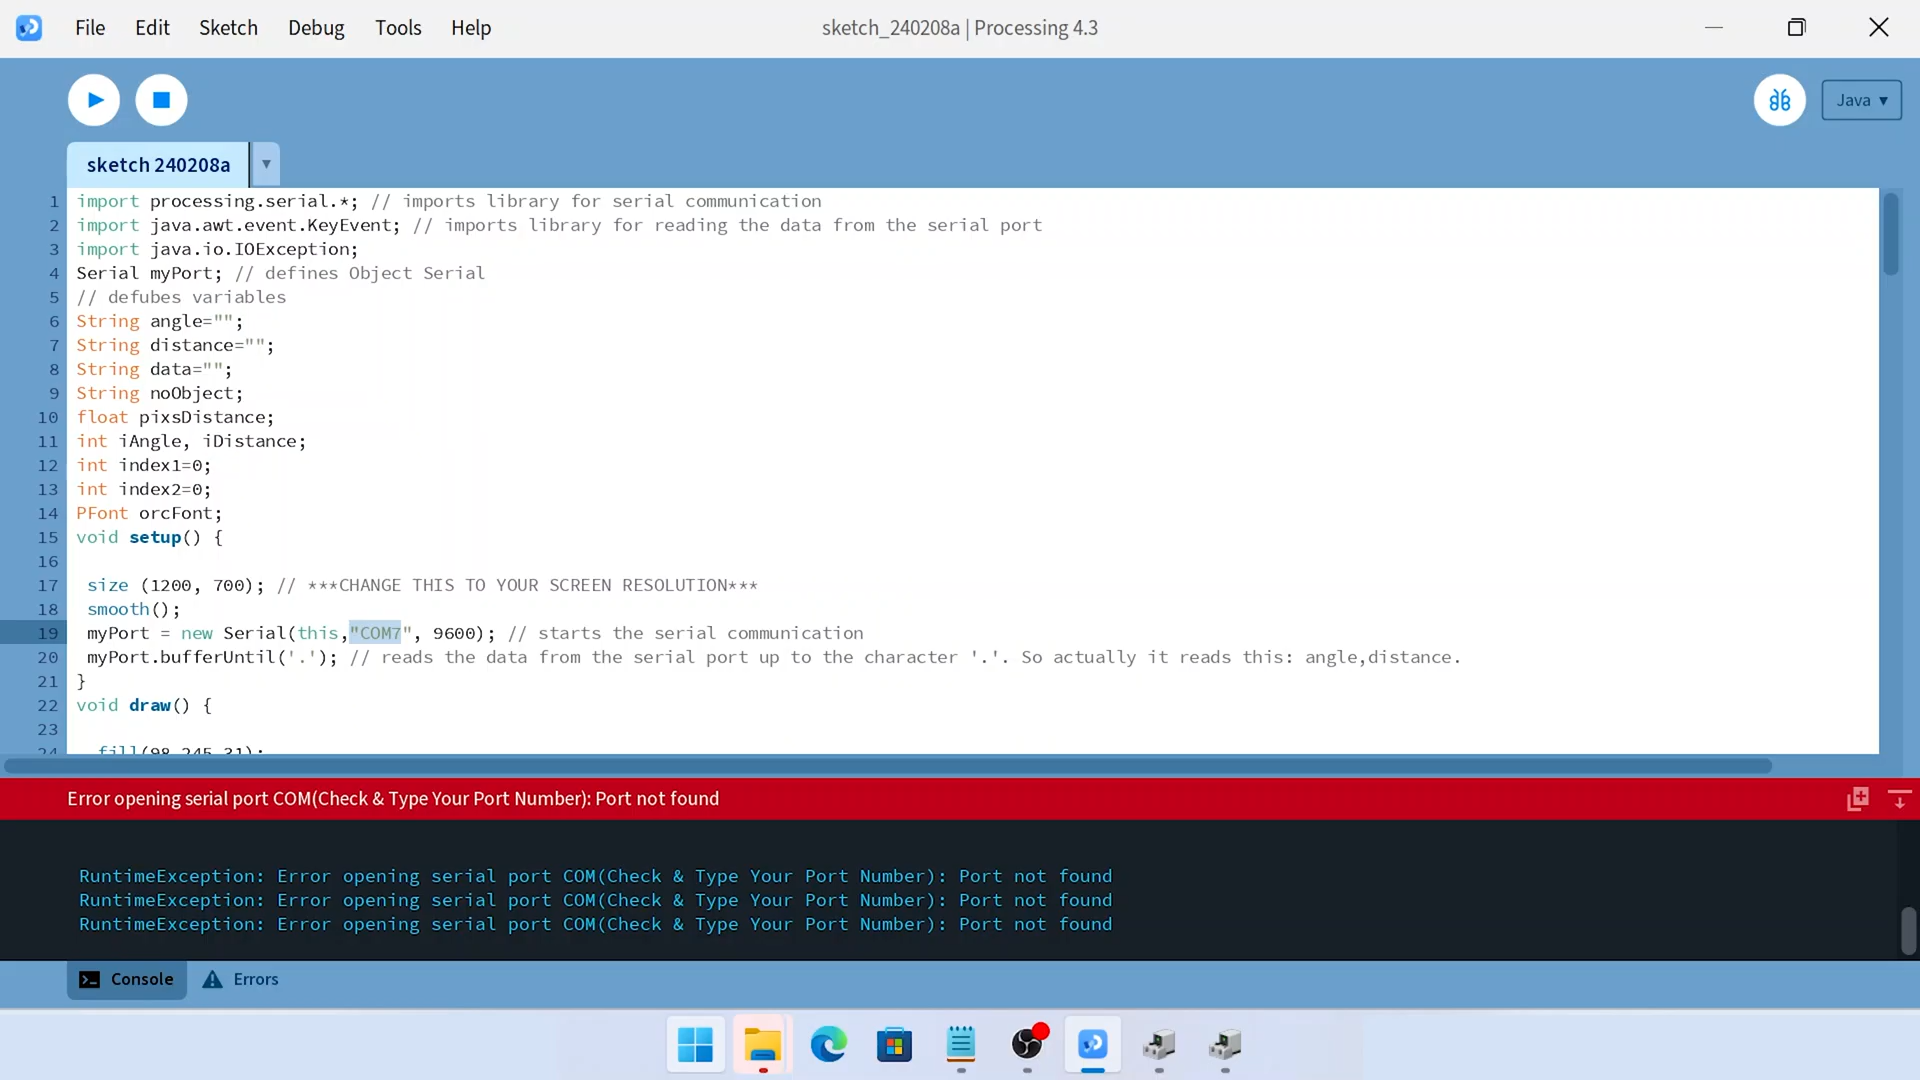 File Edit Sketch Debug Tools Help
sketch_240208a | Processing 4.3
Java ▾
sketch 240208a ▾
1 import processing.serial.*; // imports library for serial communication
2 import java.awt.event.KeyEvent; // imports library for reading the data from the serial port
3 import java.io.IOException;
4 Serial myPort; // defines Object Serial
5 // defubes variables
6 String angle="";
7 String distance="";
8 String data="";
9 String noObject;
10 float pixsDistance;
11 int iAngle, iDistance;
12 int index1=0;
13 int index2=0;
14 PFont orcFont;
15 void setup() {
16
17 size (1200, 700); // ***CHANGE THIS TO YOUR SCREEN RESOLUTION***
18 smooth();
19 myPort = new Serial(this,"COM7", 9600); // starts the serial communication
20 myPort.bufferUntil('.'); // reads the data from the serial port up to the character '.'. So actually it reads this: angle,distance.
21 }
22 void draw() {
23
24 fill(98,245,31);
Error opening serial port COM(Check & Type Your Port Number): Port not found
RuntimeException: Error opening serial port COM(Check & Type Your Port Number): Port not found
RuntimeException: Error opening serial port COM(Check & Type Your Port Number): Port not found
RuntimeException: Error opening serial port COM(Check & Type Your Port Number): Port not found
Console Errors